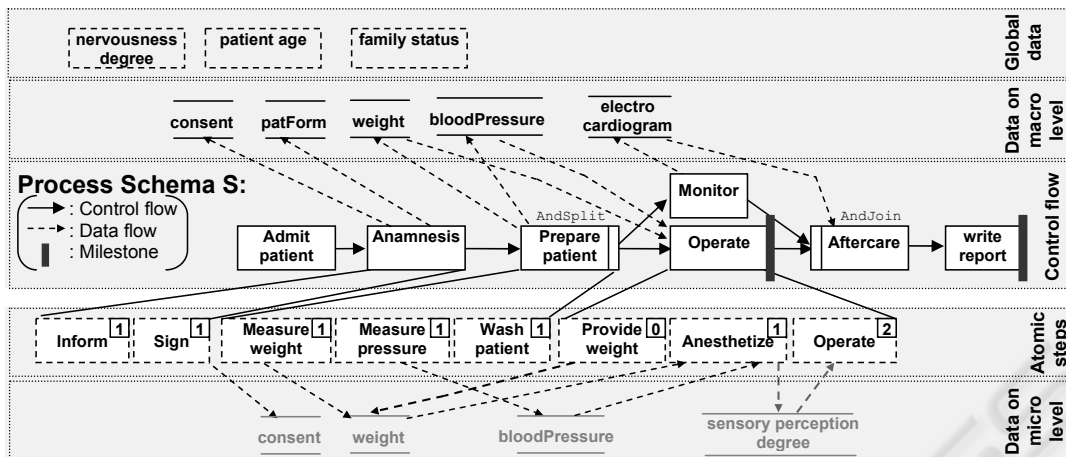 nervousness
degree
patient age
family status
Global
data
consent
patForm
weight
bloodPressure
electro
cardiogram
Data on
macro
level
Process Schema S:
: Control flow
: Data flow
: Milestone
Admit
patient
Anamnesis
AndSplit
Prepare
patient
Monitor
Operate
AndJoin
Aftercare
write
report
Control flow
Inform
1
Sign
1
Measure
weight
1
Measure
pressure
1
Wash
patient
1
Provide
weight
0
Anesthetize
1
Operate
2
Atomic
steps
consent
weight
bloodPressure
sensory perception
degree
Data on
micro
level